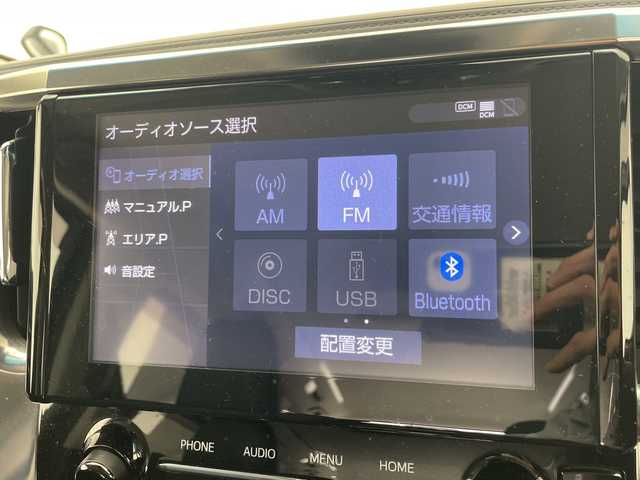 DCM
DCM
オーディオソース選択
オーディオ選択
マニュアル.P
エリア.P
音設定
AM
FM
交通情報
DISC
USB
Bluetooth
配置変更
PHONE
AUDIO
MENU
HOME